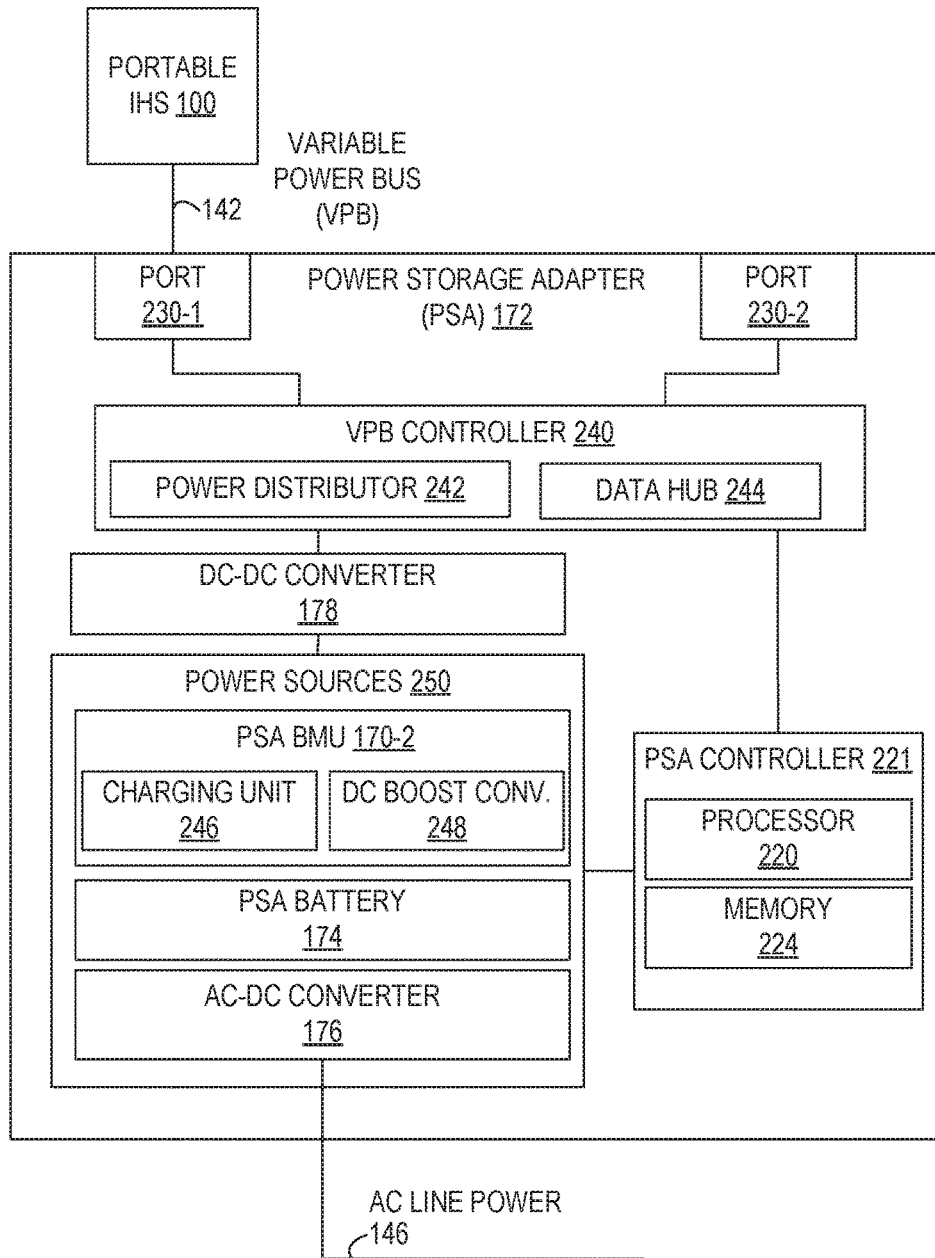 PORTABLE
IHS 100
VARIABLE
POWER BUS
(VPB)
142
PORT
230-1
POWER STORAGE ADAPTER
(PSA) 172
PORT
230-2
VPB CONTROLLER 240
POWER DISTRIBUTOR 242
DATA HUB 244
DC-DC CONVERTER
178
POWER SOURCES 250
PSA BMU 170-2
CHARGING UNIT
246
DC BOOST CONV.
248
PSA BATTERY
174
AC-DC CONVERTER
176
PSA CONTROLLER 221
PROCESSOR
220
MEMORY
224
AC LINE POWER
146